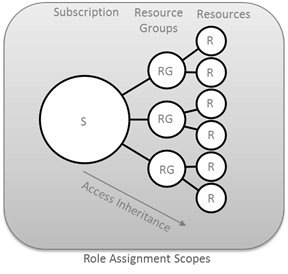 Subscription Resource Groups Resources
S
RG
RG
RG
R
R
R
R
R
R
Access Inheritance
Role Assignment Scopes